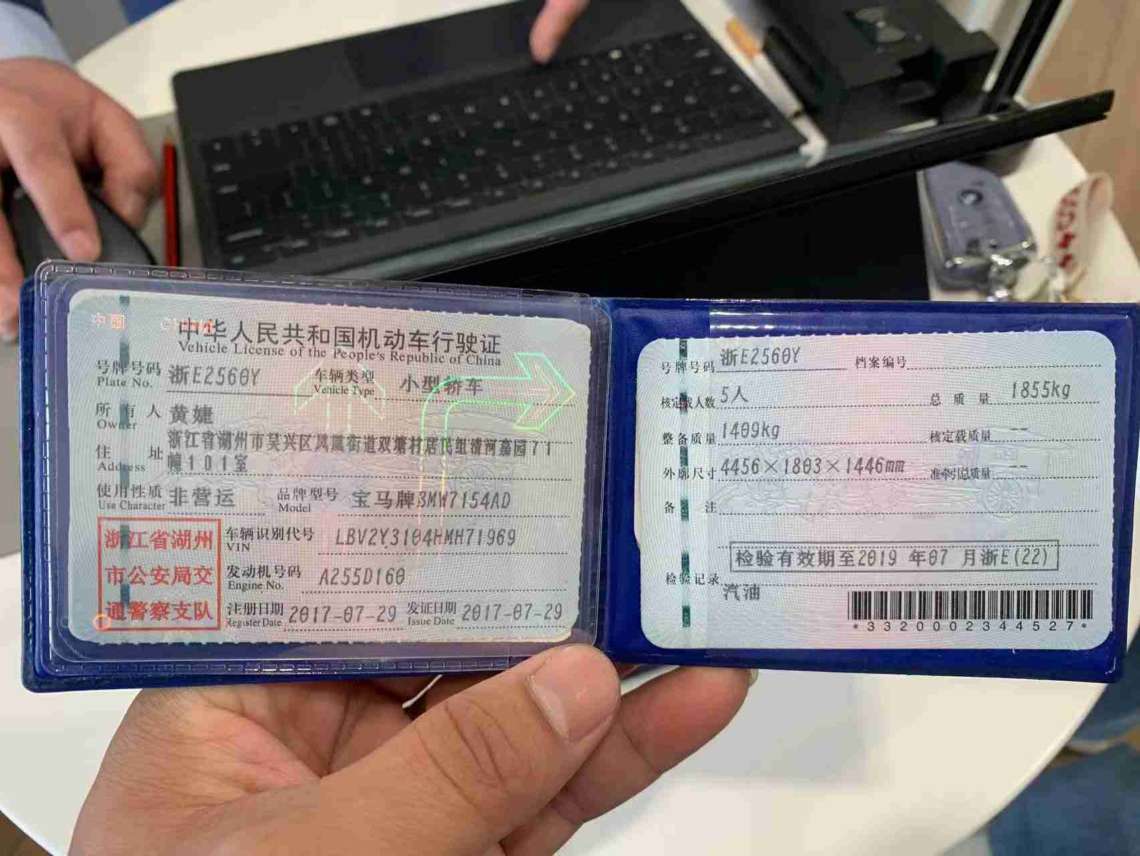 中国 CHINA
中华人民共和国机动车行驶证
Vehicle License of the People's Republic of China
号牌号码 浙E2560Y 车辆类型 小型轿车
Plate No. Vehicle Type
所有人 黄婕
Owner
住址 浙江省湖州市吴兴区凤凰街道双塘村居民组清河嘉园71
Address 幢101室
使用性质 非营运 品牌型号 宝马牌BMW7154AD
Use Character Model
浙江省湖州
市公安局交
通警察支队
车辆识别代号 LBV2Y3104HMH71969
VIN
发动机号码 A255D160
Engine No.
注册日期 2017-07-29 发证日期 2017-07-29
Register Date Issue Date
号牌号码 浙E2560Y 档案编号
核定载人数 5人 总质量 1855kg
整备质量 1409kg 核定载质量 --
外廓尺寸 4456×1803×1446mm 准牵引总质量 --
备注
检验有效期至2019 年07 月浙E(22)
检验记录
汽油
*3320002344527*